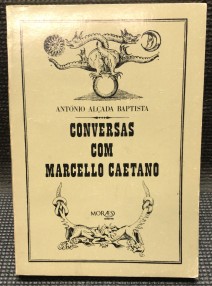 ANTONIO ALÇADA BAPTISTA
CONVERSAS
COM
MARCELLO CAETANO
MORAES